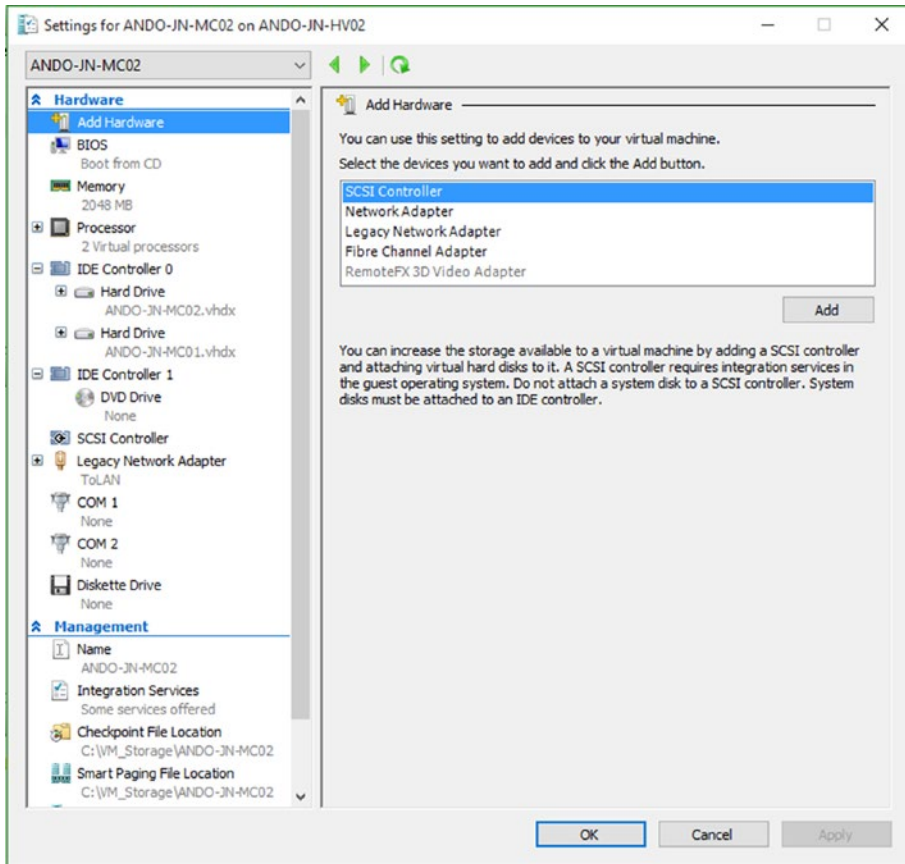 Settings for ANDO-JN-MC02 on ANDO-JN-HV02
ANDO-JN-MC02
Hardware
Add Hardware
BIOS
Boot from CD
Memory
2048 MB
Processor
2 Virtual processors
IDE Controller 0
Hard Drive
ANDO-JN-MC02.vhdx
Hard Drive
ANDO-JN-MC01.vhdx
IDE Controller 1
DVD Drive
None
SCSI Controller
Legacy Network Adapter
ToLAN
COM 1
None
COM 2
None
Diskette Drive
None
Management
Name
ANDO-JN-MC02
Integration Services
Some services offered
Checkpoint File Location
C:\VM_Storage\ANDO-JN-MC02
Smart Paging File Location
C:\VM_Storage\ANDO-JN-MC02
Add Hardware
You can use this setting to add devices to your virtual machine.
Select the devices you want to add and click the Add button.
SCSI Controller
Network Adapter
Legacy Network Adapter
Fibre Channel Adapter
RemoteFX 3D Video Adapter
Add
You can increase the storage available to a virtual machine by adding a SCSI controller
and attaching virtual hard disks to it. A SCSI controller requires integration services in
the guest operating system. Do not attach a system disk to a SCSI controller. System
disks must be attached to an IDE controller.
OK
Cancel
Apply